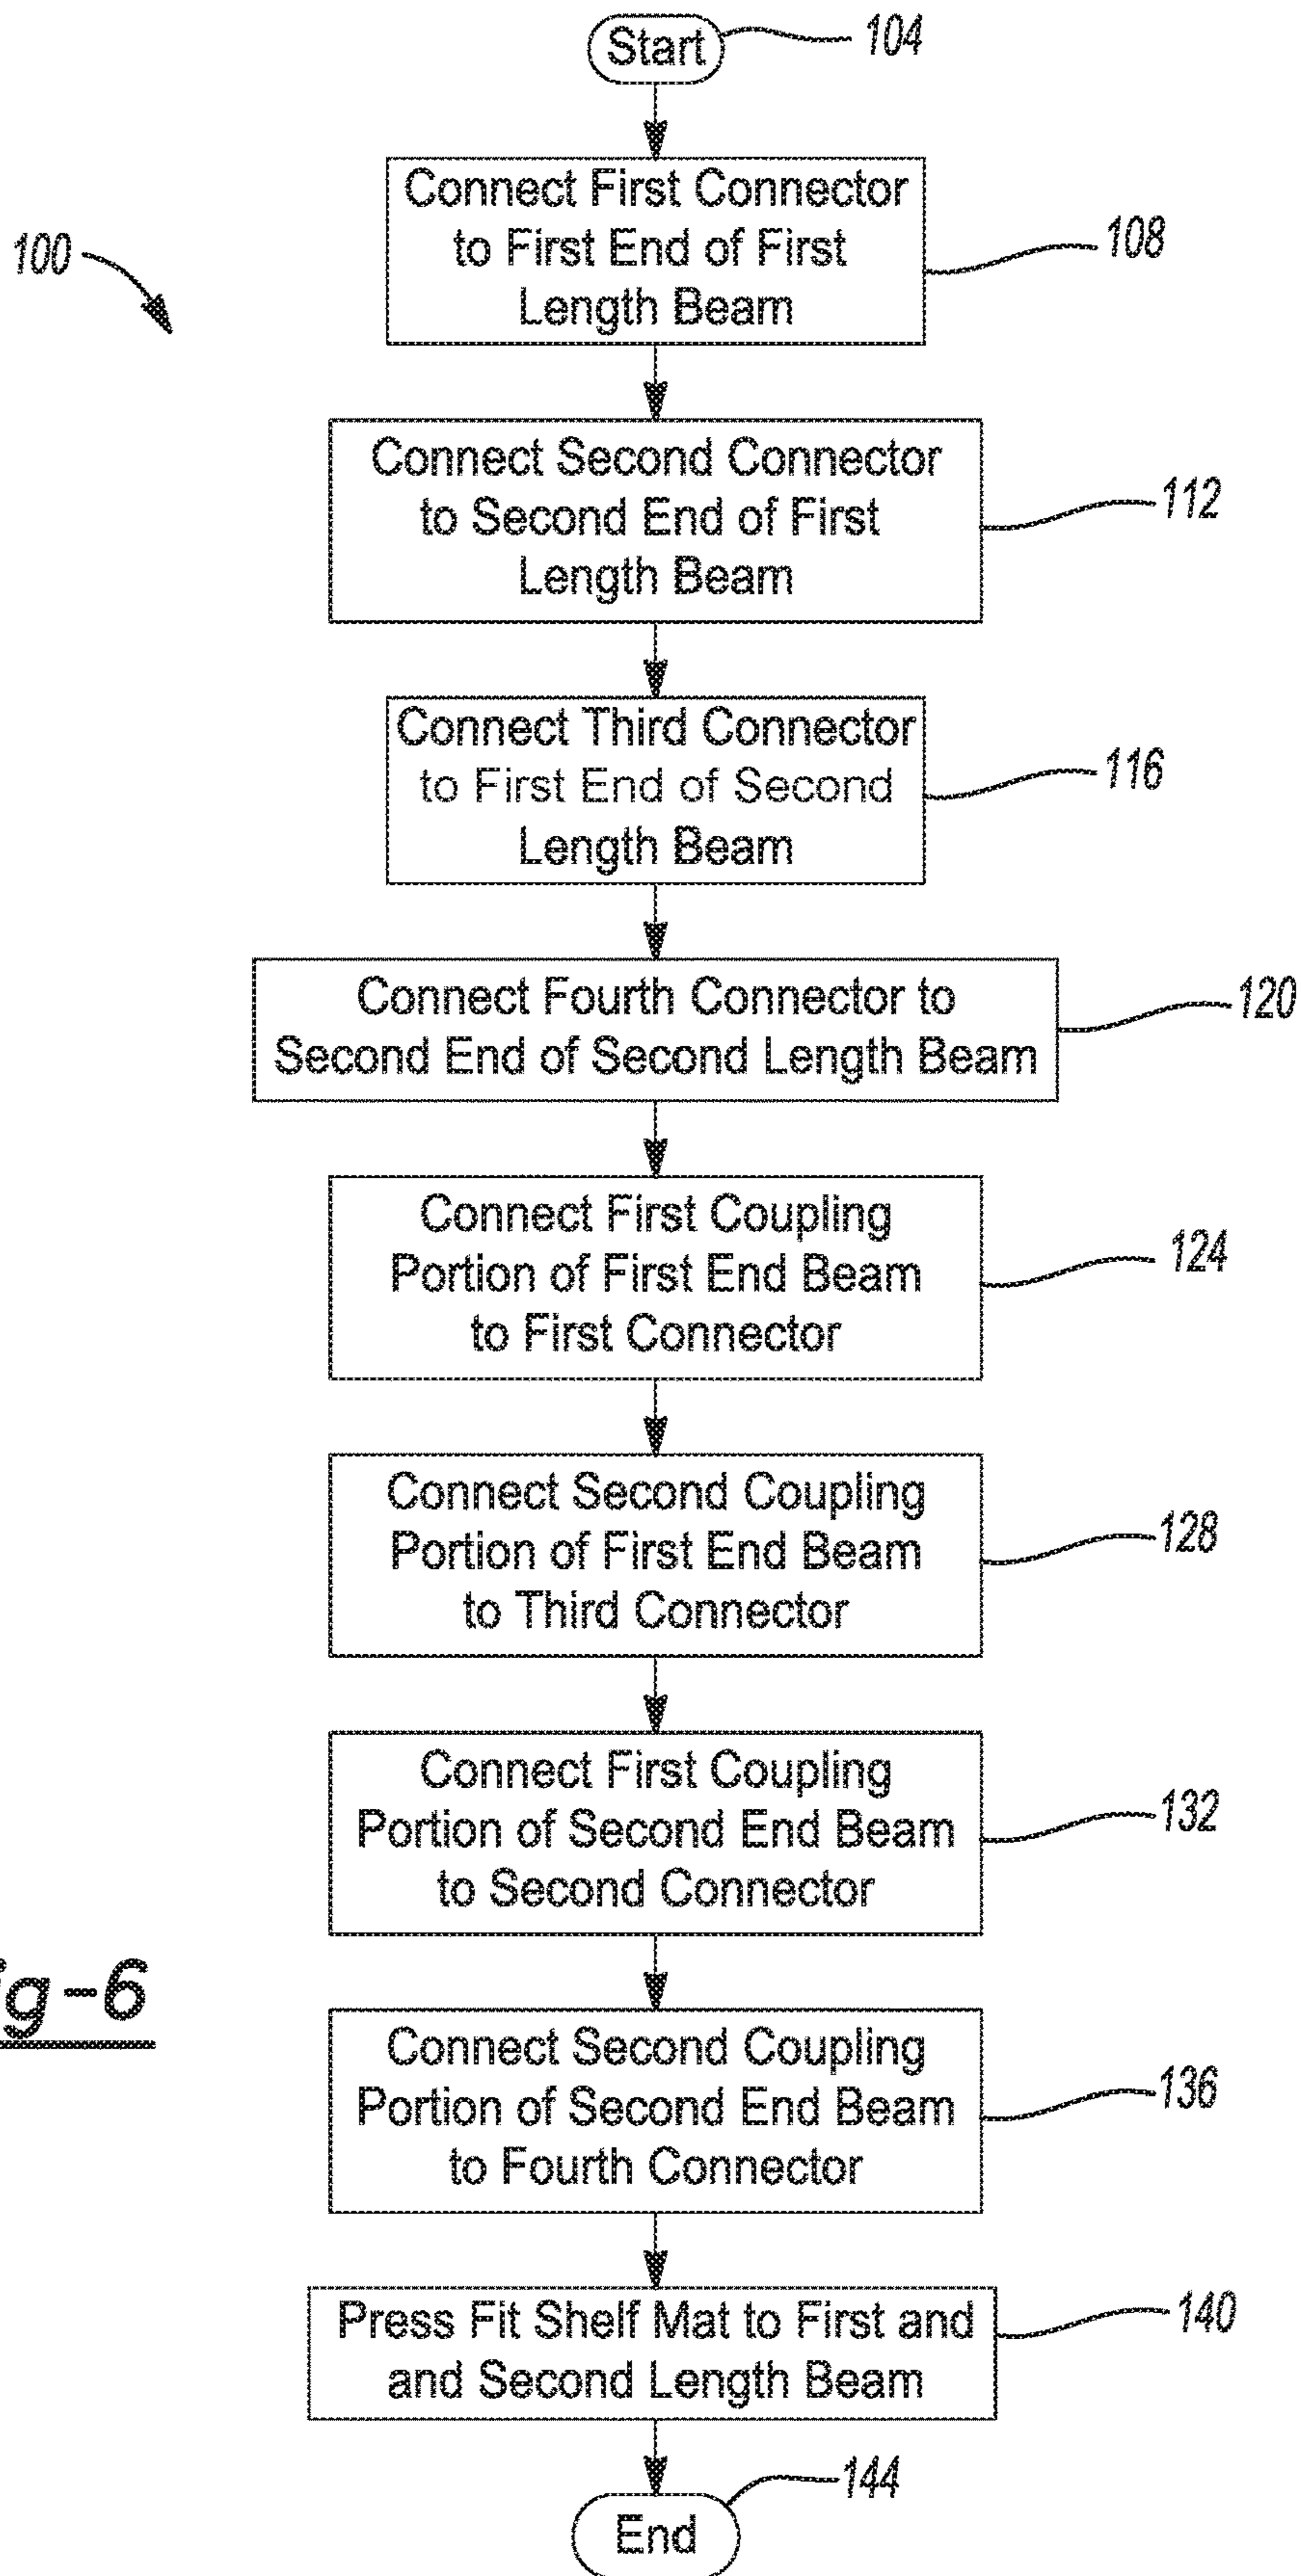 Start
104
100
Connect First Connector
to First End of First
Length Beam
108
Connect Second Connector
to Second End of First
Length Beam
112
Connect Third Connector
to First End of Second
Length Beam
116
Connect Fourth Connector to
Second End of Second Length Beam
120
Connect First Coupling
Portion of First End Beam
to First Connector
124
Connect Second Coupling
Portion of First End Beam
to Third Connector
128
Connect First Coupling
Portion of Second End Beam
to Second Connector
132
ig-6
Connect Second Coupling
Portion of Second End Beam
to Fourth Connector
136
Press Fit Shelf Mat to First and
and Second Length Beam
140
144
End